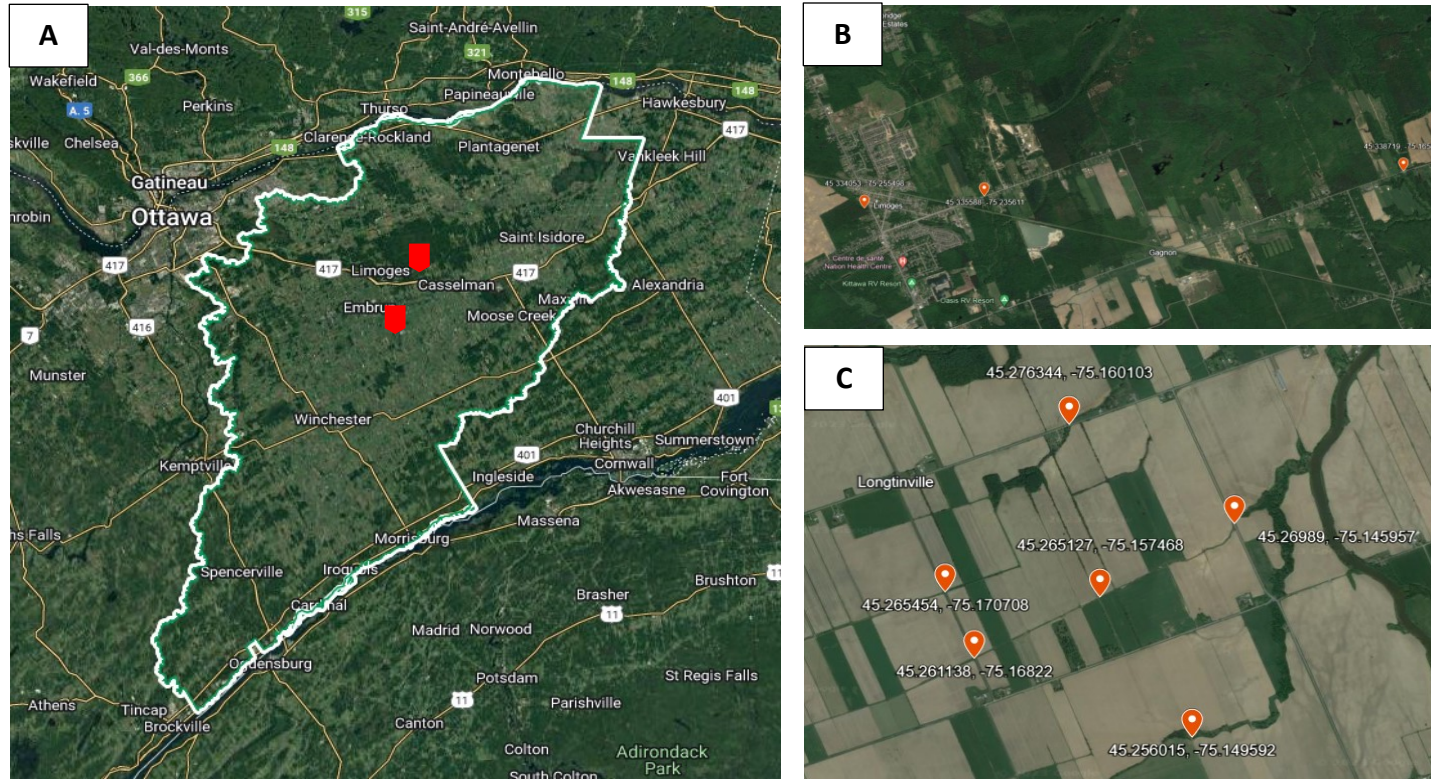 A
315
Saint-André-Avellin
Val-des-Monts
321
Wakefield
366
Montebello
148
148
A. 5
Perkins
Thurso
Papineauville
Hawkesbury
skville
Chelsea
148
Clarence-Rockland
417
Plantagenet
Vankleek Hill
Gatineau
nrobin
Ottawa
Saint Isidore
417
417
Limoges
417
Casselman
Alexandria
Embru
Maxville
416
Moose Creek
7
Munster
401
Winchester
Churchill
Heights
Summerstown
401
Cornwall
Kemptville
Ingleside
Fort
Covington
Akwesasne
ns Falls
Massena
Morrisburg
Iroquois
Spencerville
11
Brushton
Cardinal
Brasher
11
Madrid
Norwood
Ogdensburg
St Regis Falls
Potsdam
Athens
11
Tincap
Parishville
Brockville
Canton
Colton
Adirondack
Park
South Colton
B
bridge
Estates
45.338719, -75.165
45.334053, -75.255498
Limoges
45.335588, -75.235611
Centre de santé
Nation Health Centre
H
Gagnon
Kittawa RV Resort
Oasis RV Resort
C
45.276344, -75.160103
Longtinville
45.26989, -75.145957
45.265127, -75.157468
45.265454, -75.170708
45.261138, -75.16822
45.256015, -75.149592